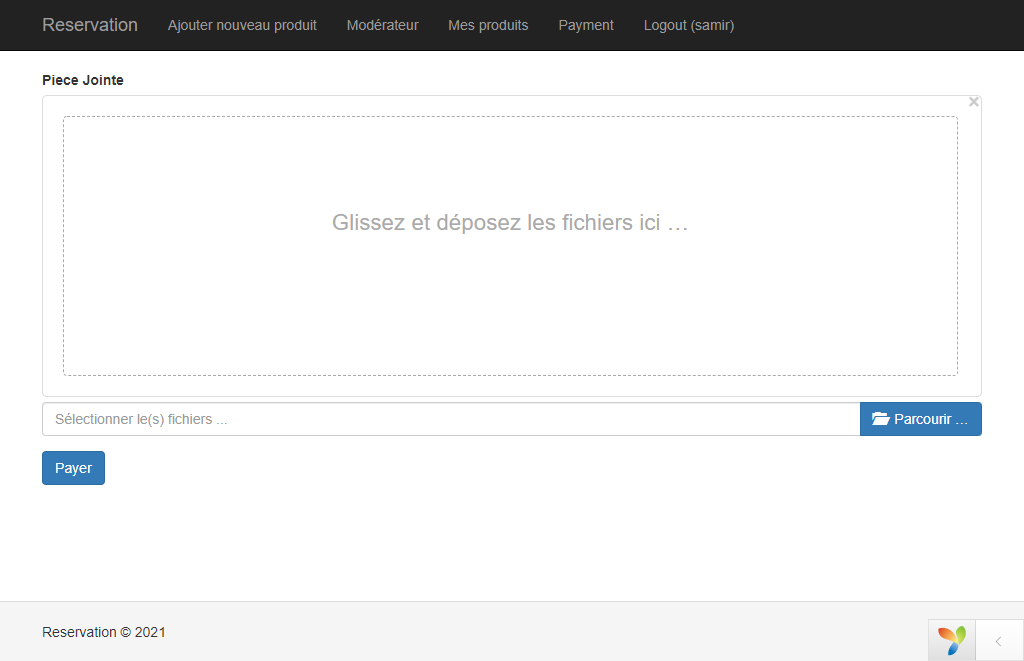 Reservation Ajouter nouveau produit Modérateur Mes produits Payment Logout (samir)
Piece Jointe
Glissez et déposez les fichiers ici …
Sélectionner le(s) fichiers ...
Parcourir …
Payer
Reservation © 2021